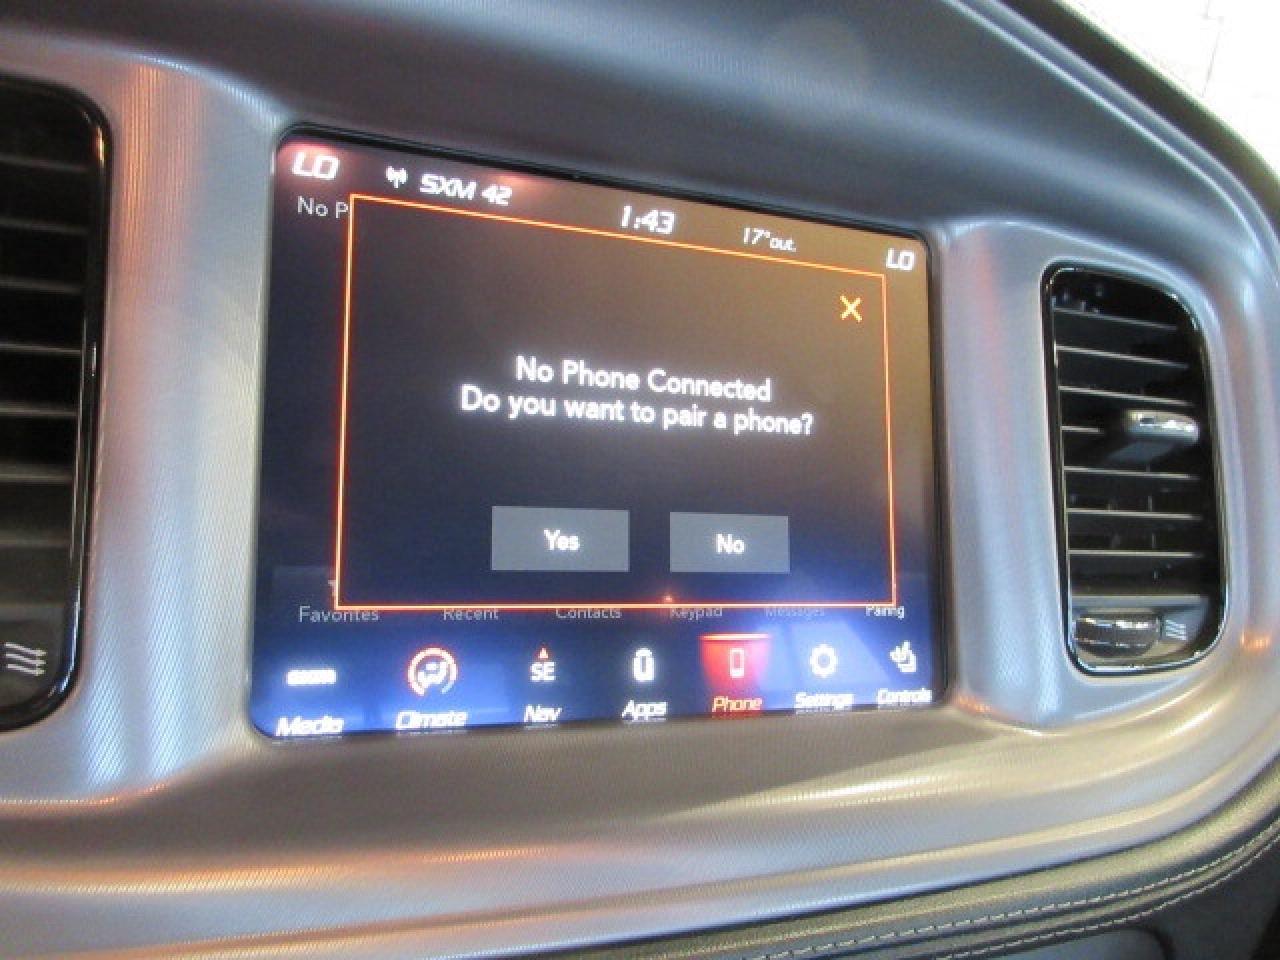 LO
SXM 42
1:43
17°out.
LO
No P
X
No Phone Connected
Do you want to pair a phone?
Yes
No
Favorites
Recent
Contacts
Keypad
Messages
Pairing
SE
Media
Climate
Nav
Apps
Phone
Settings
Controls